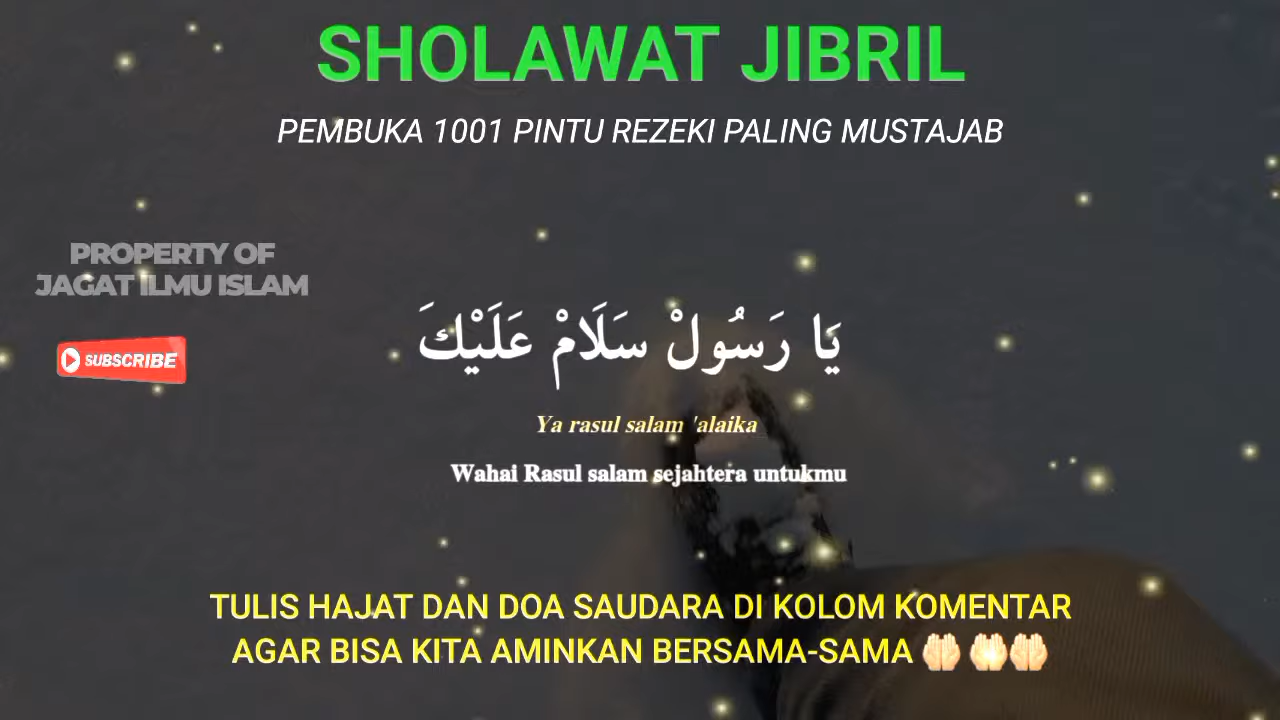 SHOLAWAT JIBRIL
PEMBUKA 1001 PINTU REZEKI PALING MUSTAJAB
PROPERTY OF
JAGAT ILMU ISLAM
SUBSCRIBE
يَا رَسُولْ سَلَامْ عَلَيْكَ
Ya rasul salam 'alaika
Wahai Rasul salam sejahtera untukmu
TULIS HAJAT DAN DOA SAUDARA DI KOLOM KOMENTAR
AGAR BISA KITA AMINKAN BERSAMA-SAMA 🤲🏻 🤲🏻🤲🏻